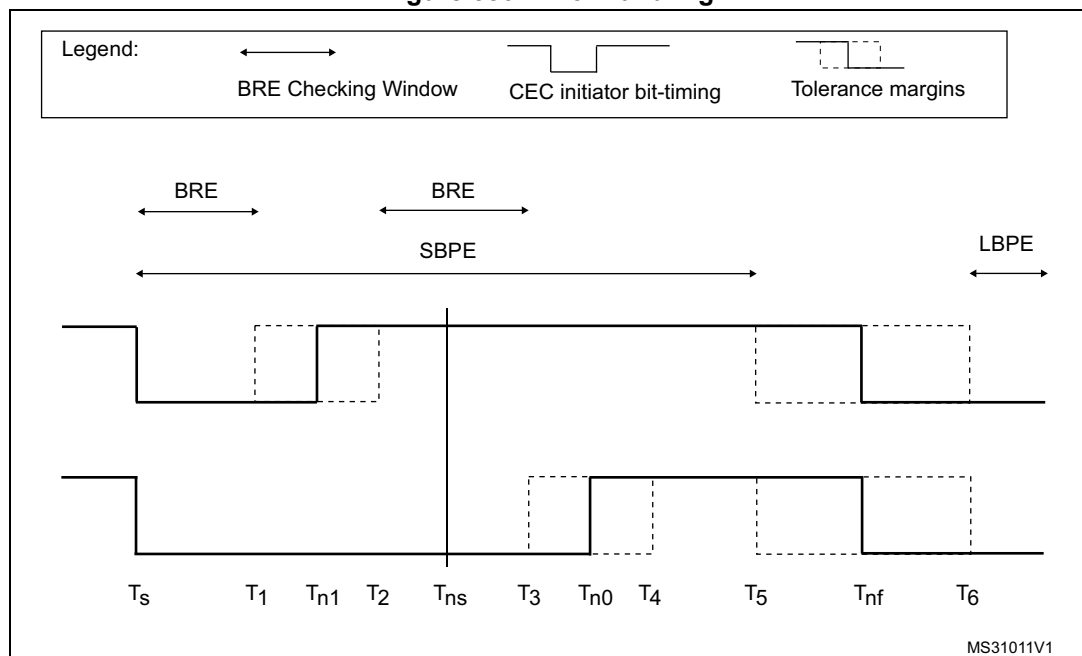 Legend:
BRE Checking Window
CEC initiator bit-timing
Tolerance margins
BRE
BRE
SBPE
LBPE
Ts
T1
Tn1
T2
Tns
T3
Tn0
T4
T5
Tnf
T6
MS31011V1